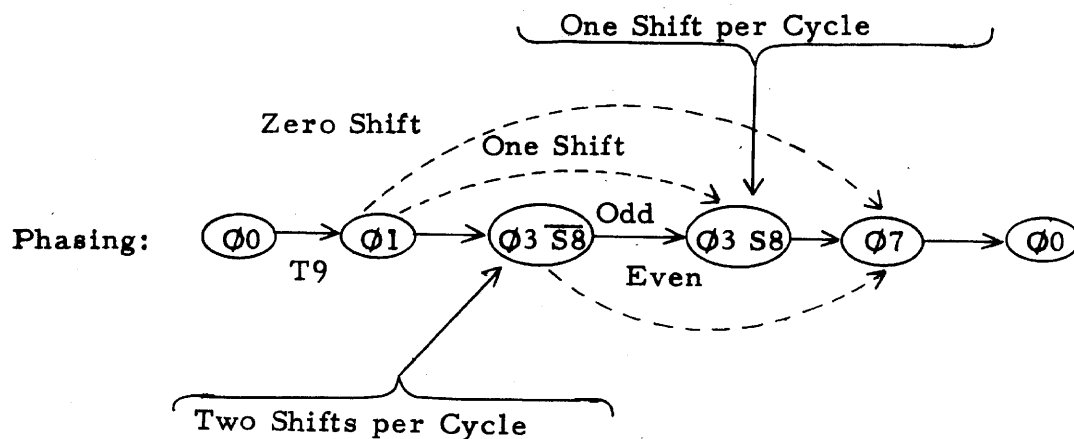 One Shift per Cycle
Zero Shift
One Shift
Odd
Phasing: Ø0 Ø1 Ø3 S̅8̅ Ø3 S8 Ø7 Ø0
T9
Even
Two Shifts per Cycle